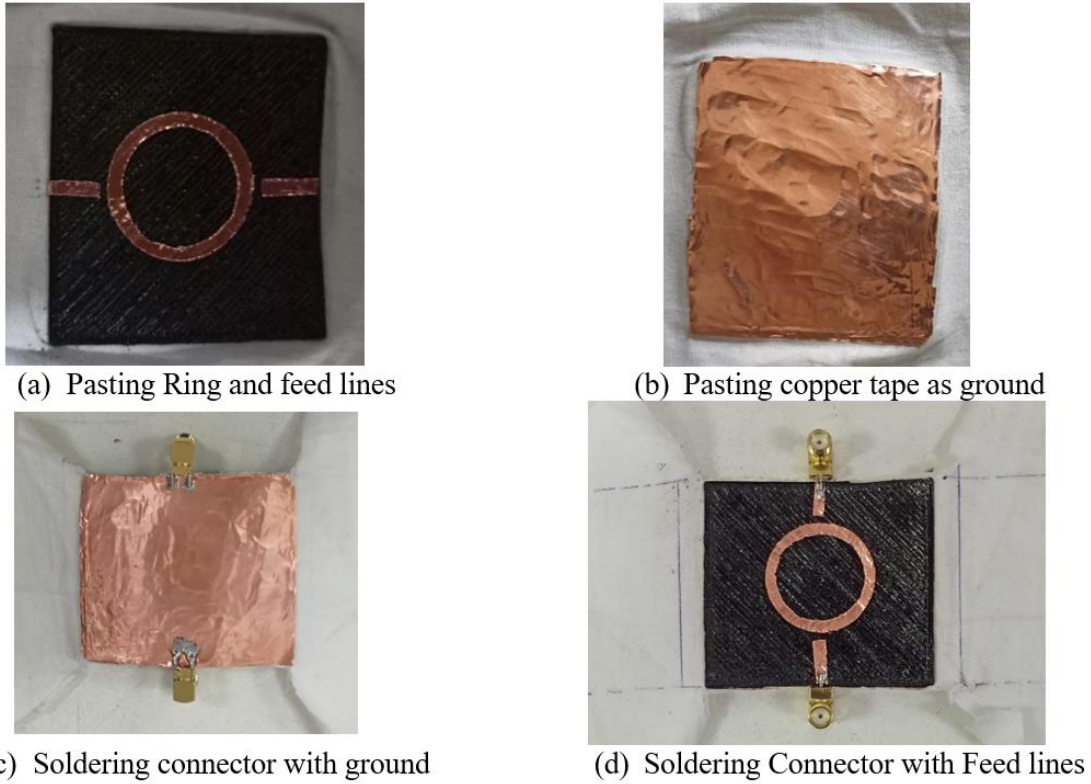 (a) Pasting Ring and feed lines
(b) Pasting copper tape as ground
c) Soldering connector with ground
(d) Soldering Connector with Feed lines